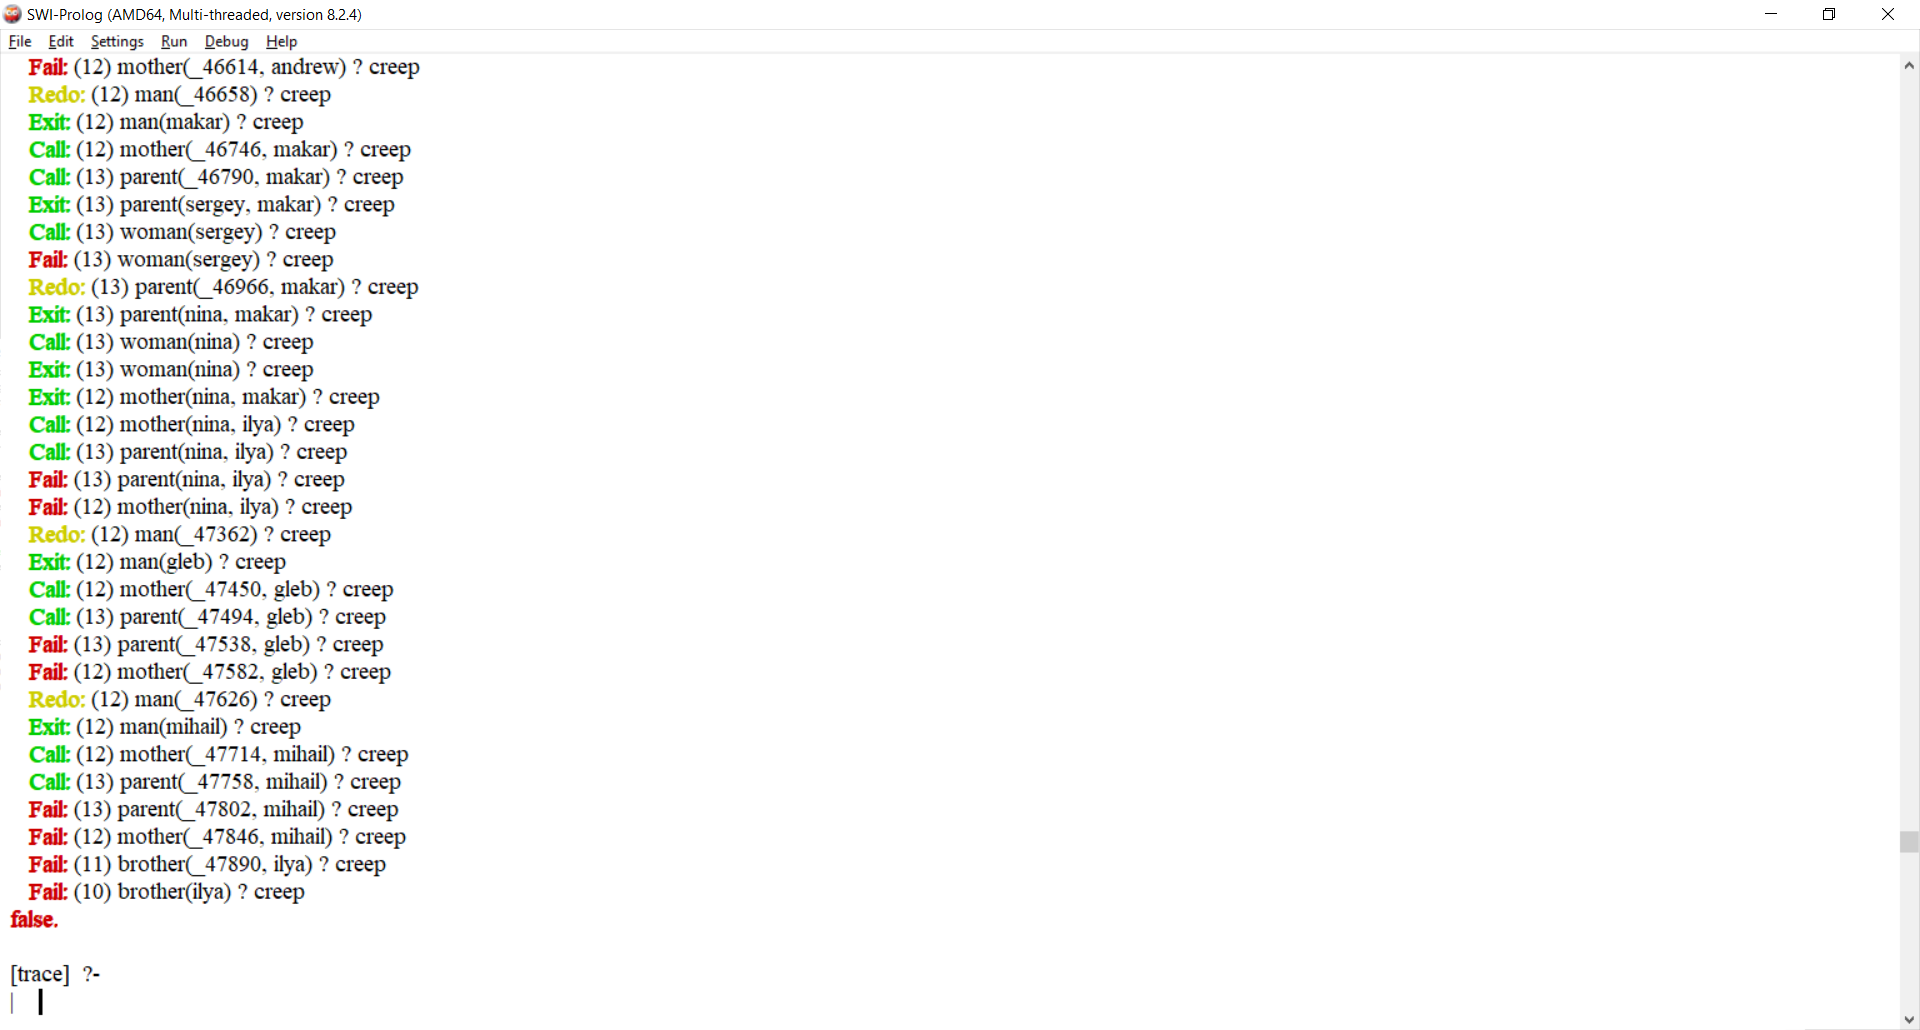 SWI-Prolog (AMD64, Multi-threaded, version 8.2.4)
File Edit Settings Run Debug Help
Fail: (12) mother(_46614, andrew) ? creep
Redo: (12) man(_46658) ? creep
Exit: (12) man(makar) ? creep
Call: (12) mother(_46746, makar) ? creep
Call: (13) parent(_46790, makar) ? creep
Exit: (13) parent(sergey, makar) ? creep
Call: (13) woman(sergey) ? creep
Fail: (13) woman(sergey) ? creep
Redo: (13) parent(_46966, makar) ? creep
Exit: (13) parent(nina, makar) ? creep
Call: (13) woman(nina) ? creep
Exit: (13) woman(nina) ? creep
Exit: (12) mother(nina, makar) ? creep
Call: (12) mother(nina, ilya) ? creep
Call: (13) parent(nina, ilya) ? creep
Fail: (13) parent(nina, ilya) ? creep
Fail: (12) mother(nina, ilya) ? creep
Redo: (12) man(_47362) ? creep
Exit: (12) man(gleb) ? creep
Call: (12) mother(_47450, gleb) ? creep
Call: (13) parent(_47494, gleb) ? creep
Fail: (13) parent(_47538, gleb) ? creep
Fail: (12) mother(_47582, gleb) ? creep
Redo: (12) man(_47626) ? creep
Exit: (12) man(mihail) ? creep
Call: (12) mother(_47714, mihail) ? creep
Call: (13) parent(_47758, mihail) ? creep
Fail: (13) parent(_47802, mihail) ? creep
Fail: (12) mother(_47846, mihail) ? creep
Fail: (11) brother(_47890, ilya) ? creep
Fail: (10) brother(ilya) ? creep
false.
[trace] ?-
|